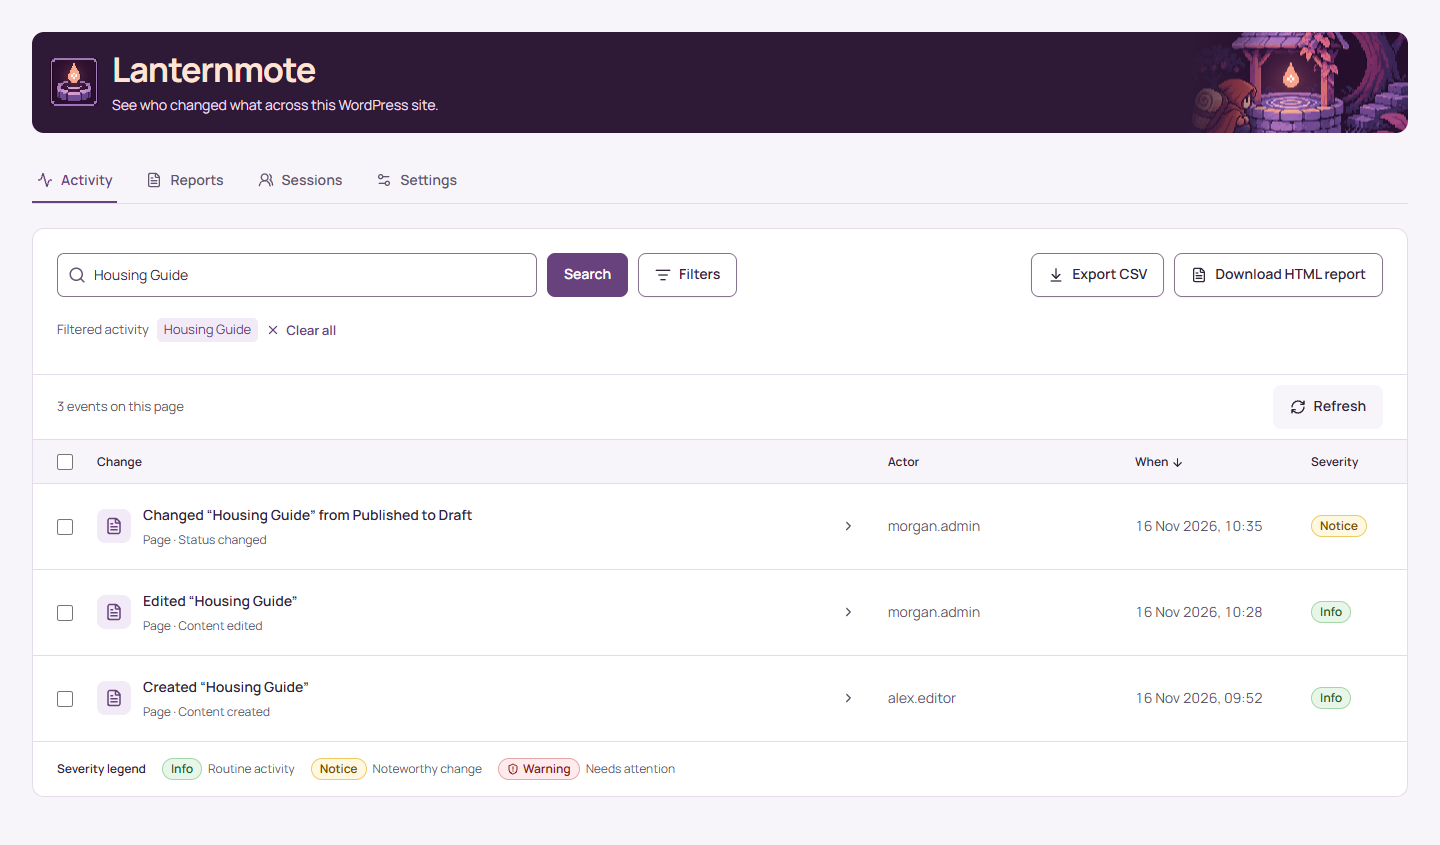 Lanternmote
See who changed what across this WordPress site.
Activity
Reports
Sessions
Settings
Housing Guide
Search
Filters
Export CSV
Download HTML report
Filtered activity
Housing Guide
Clear all
3 events on this page
Refresh
Change
Actor
When
Severity
Changed “Housing Guide” from Published to Draft
Page · Status changed
morgan.admin
16 Nov 2026, 10:35
Notice
Edited “Housing Guide”
Page · Content edited
morgan.admin
16 Nov 2026, 10:28
Info
Created “Housing Guide”
Page · Content created
alex.editor
16 Nov 2026, 09:52
Info
Severity legend
Info
Routine activity
Notice
Noteworthy change
Warning
Needs attention